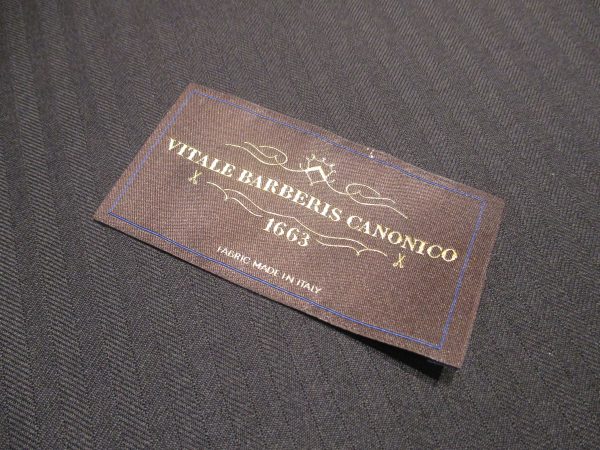 VITALE BARBERIS CANONICO
1663
FABRIC MADE IN ITALY